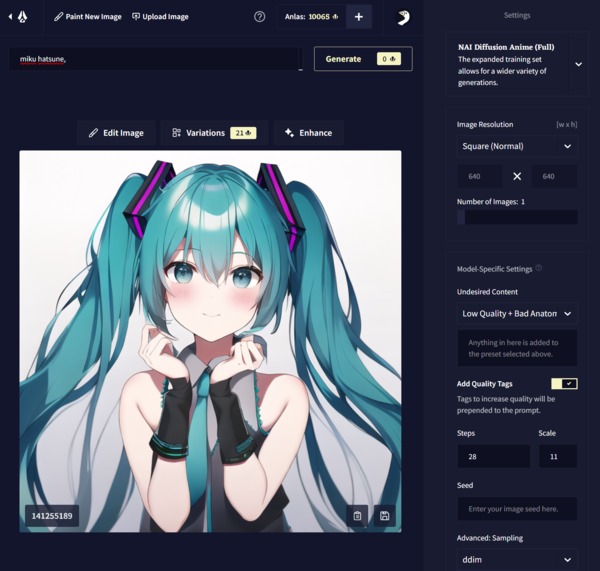 Paint New Image
Upload Image
Anlas: 10065
miku hatsune,
Generate
0
Edit Image
Variations
21
Enhance
141255189
Settings
NAI Diffusion Anime (Full)
The expanded training set
allows for a wider variety of
generations.
Image Resolution
[w x h]
Square (Normal)
640
640
Number of Images: 1
Model-Specific Settings
Undesired Content
Low Quality + Bad Anatom
Anything in here is added to
the preset selected above.
Add Quality Tags
Tags to increase quality will be
prepended to the prompt.
Steps
Scale
28
11
Seed
Enter your image seed here.
Advanced: Sampling
ddim